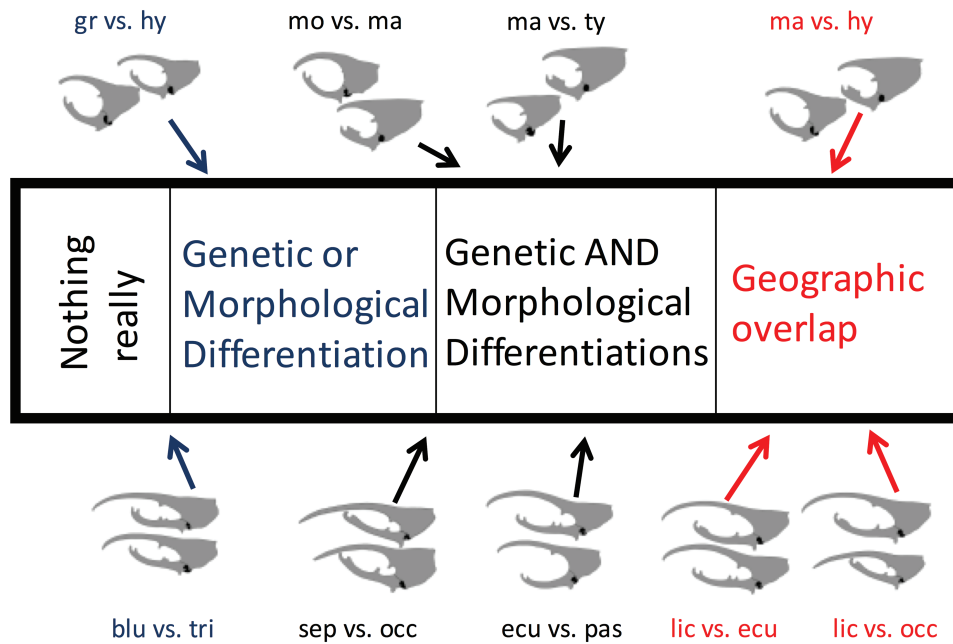 gr vs. hy
mo vs. ma
ma vs. ty
ma vs. hy
Nothing
really
Genetic or
Morphological
Differentiation
Genetic AND
Morphological
Differentiations
Geographic
overlap
blu vs. tri
sep vs. occ
ecu vs. pas
lic vs. ecu
lic vs. occ